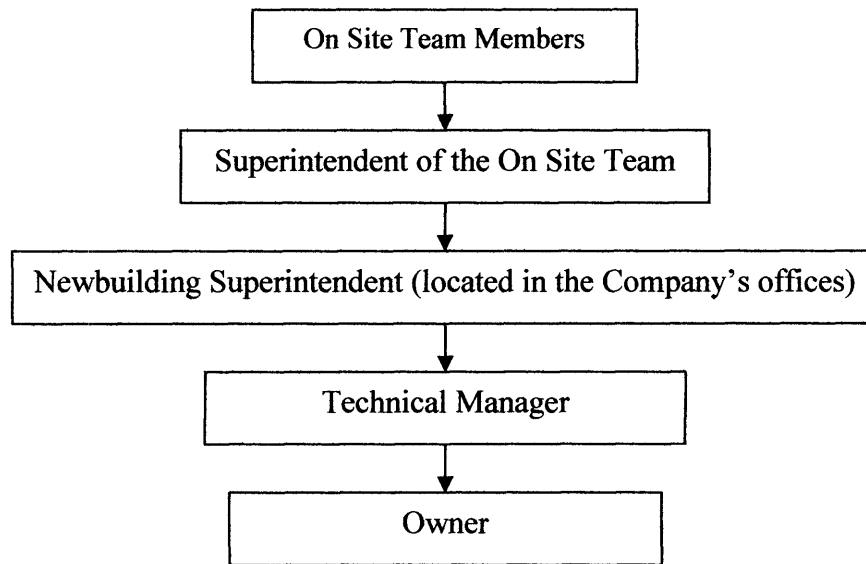 On Site Team Members
Superintendent of the On Site Team
Newbuilding Superintendent (located in the Company's offices)
Technical Manager
Owner